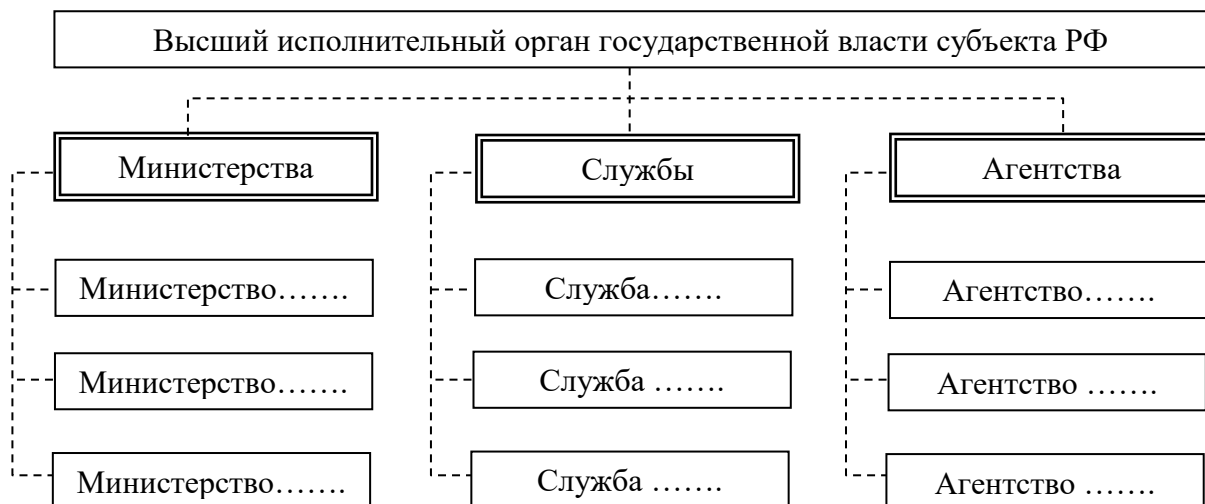 Высший исполнительный орган государственной власти субъекта РФ
Министерства
Службы
Агентства
Министерство…….
Служба…….
Агентство…….
Министерство…….
Служба …….
Агентство …….
Министерство…….
Служба …….
Агентство …….